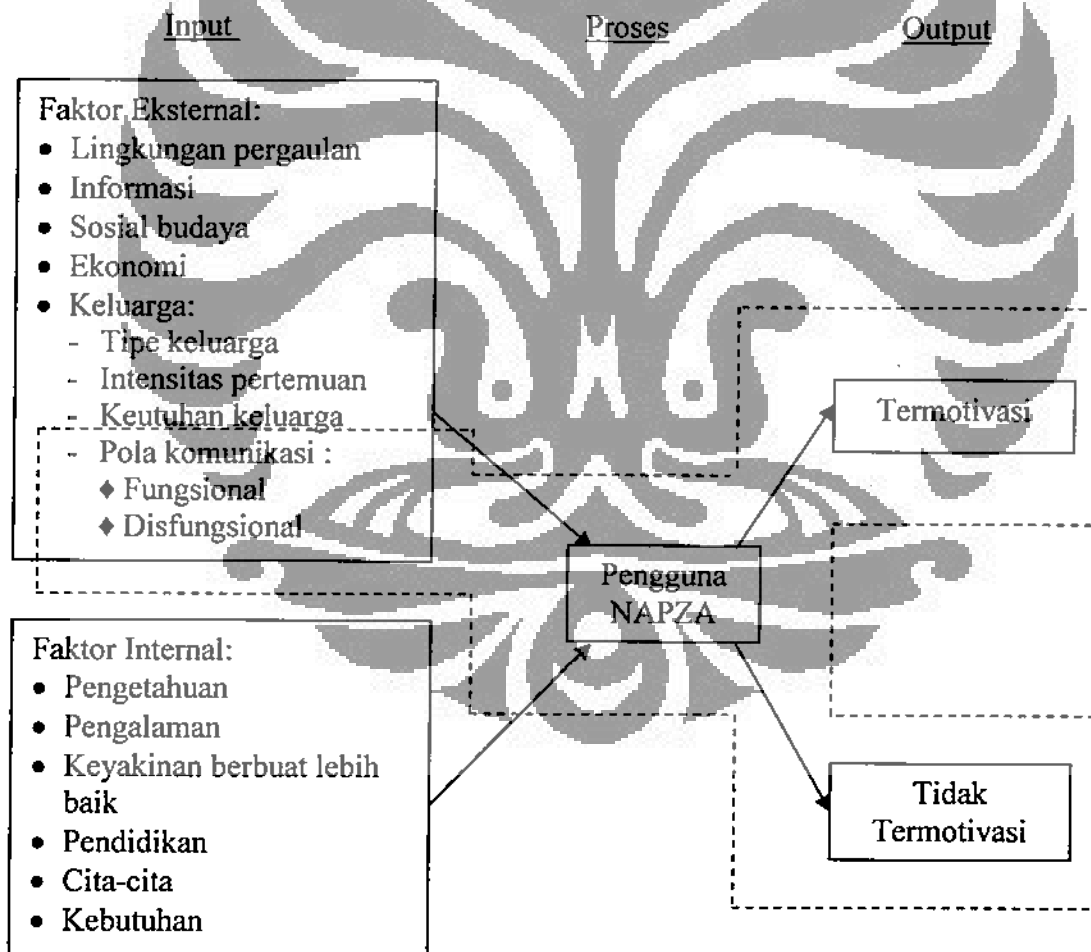 Input
Proses
Output
Faktor Eksternal:
• Lingkungan pergaulan
• Informasi
• Sosial budaya
• Ekonomi
• Keluarga:
- Tipe keluarga
- Intensitas pertemuan
- Keutuhan keluarga
- Pola komunikasi :
♦ Fungsional
♦ Disfungsional
Termotivasi
Pengguna
NAPZA
Faktor Internal:
• Pengetahuan
• Pengalaman
• Keyakinan berbuat lebih
baik
• Pendidikan
• Cita-cita
• Kebutuhan
Tidak
Termotivasi